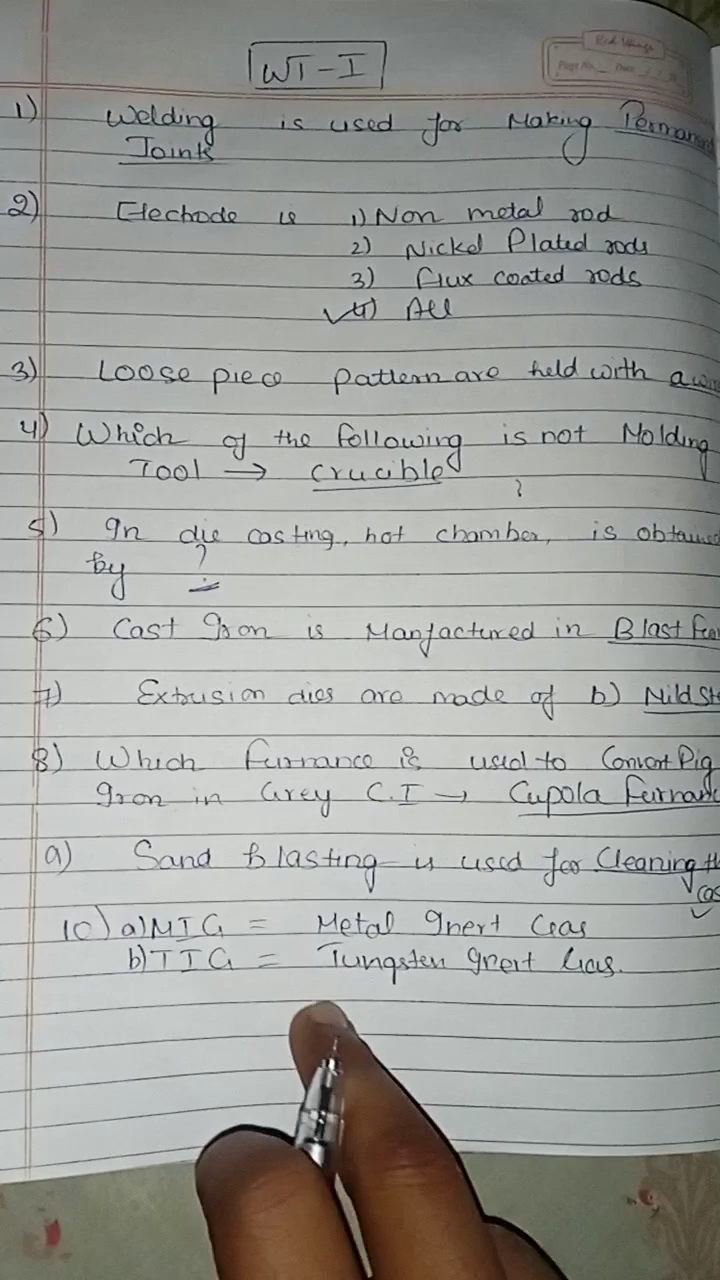 WT-I
Page No. Date
1) Welding is used for Making Permanent
Joints
2) Electrode is 1) Non metal rod
2) Nickel Plated rods
3) flux coated rods
4) All
3) Loose piece pattern are held with a
4) Which of the following is not Molding
Tool → crucible
?
5) In die casting, hot chamber, is obtained
by ?
6) Cast Iron is Manfactured in Blast
7) Extrusion dies are made of b) Mild
8) Which Furnance is used to Convert Pig
Iron in Grey C.I → Cupola
9) Sand Blasting is used for Cleaning
10) a) MIG = Metal Inert Gas
b) TIG = Tungsten Inert Gas.